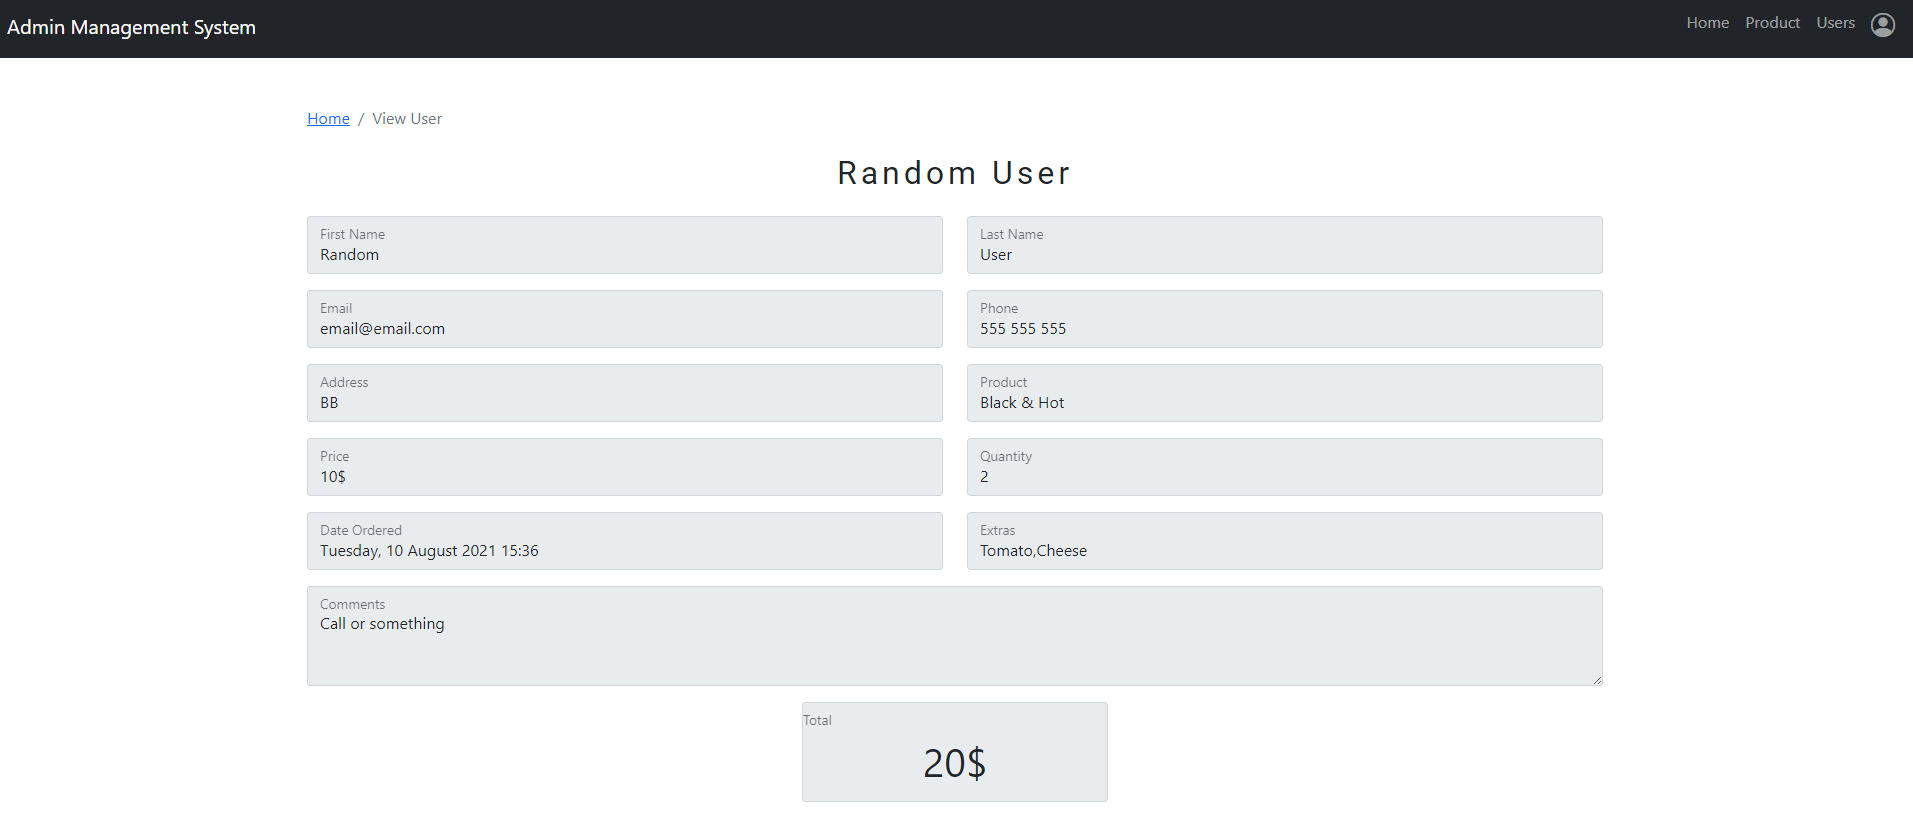 Admin Management System
Home Product Users
Home / View User
Random User
First Name
Random
Last Name
User
Email
email@email.com
Phone
555 555 555
Address
BB
Product
Black & Hot
Price
10$
Quantity
2
Date Ordered
Tuesday, 10 August 2021 15:36
Extras
Tomato,Cheese
Comments
Call or something
Total
20$